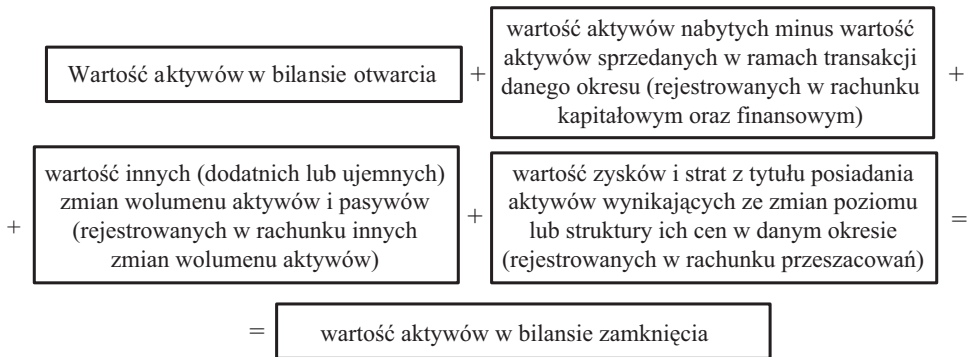 Wartość aktywów w bilansie otwarcia
+
wartość aktywów nabytych minus wartość
aktywów sprzedanych w ramach transakcji
danego okresu (rejestrowanych w rachunku
kapitałowym oraz finansowym)
+
+
wartość innych (dodatnich lub ujemnych)
zmian wolumenu aktywów i pasywów
(rejestrowanych w rachunku innych
zmian wolumenu aktywów)
+
wartość zysków i strat z tytułu posiadania
aktywów wynikających ze zmian poziomu
lub struktury ich cen w danym okresie
(rejestrowanych w rachunku przeszacowań)
=
=
wartość aktywów w bilansie zamknięcia